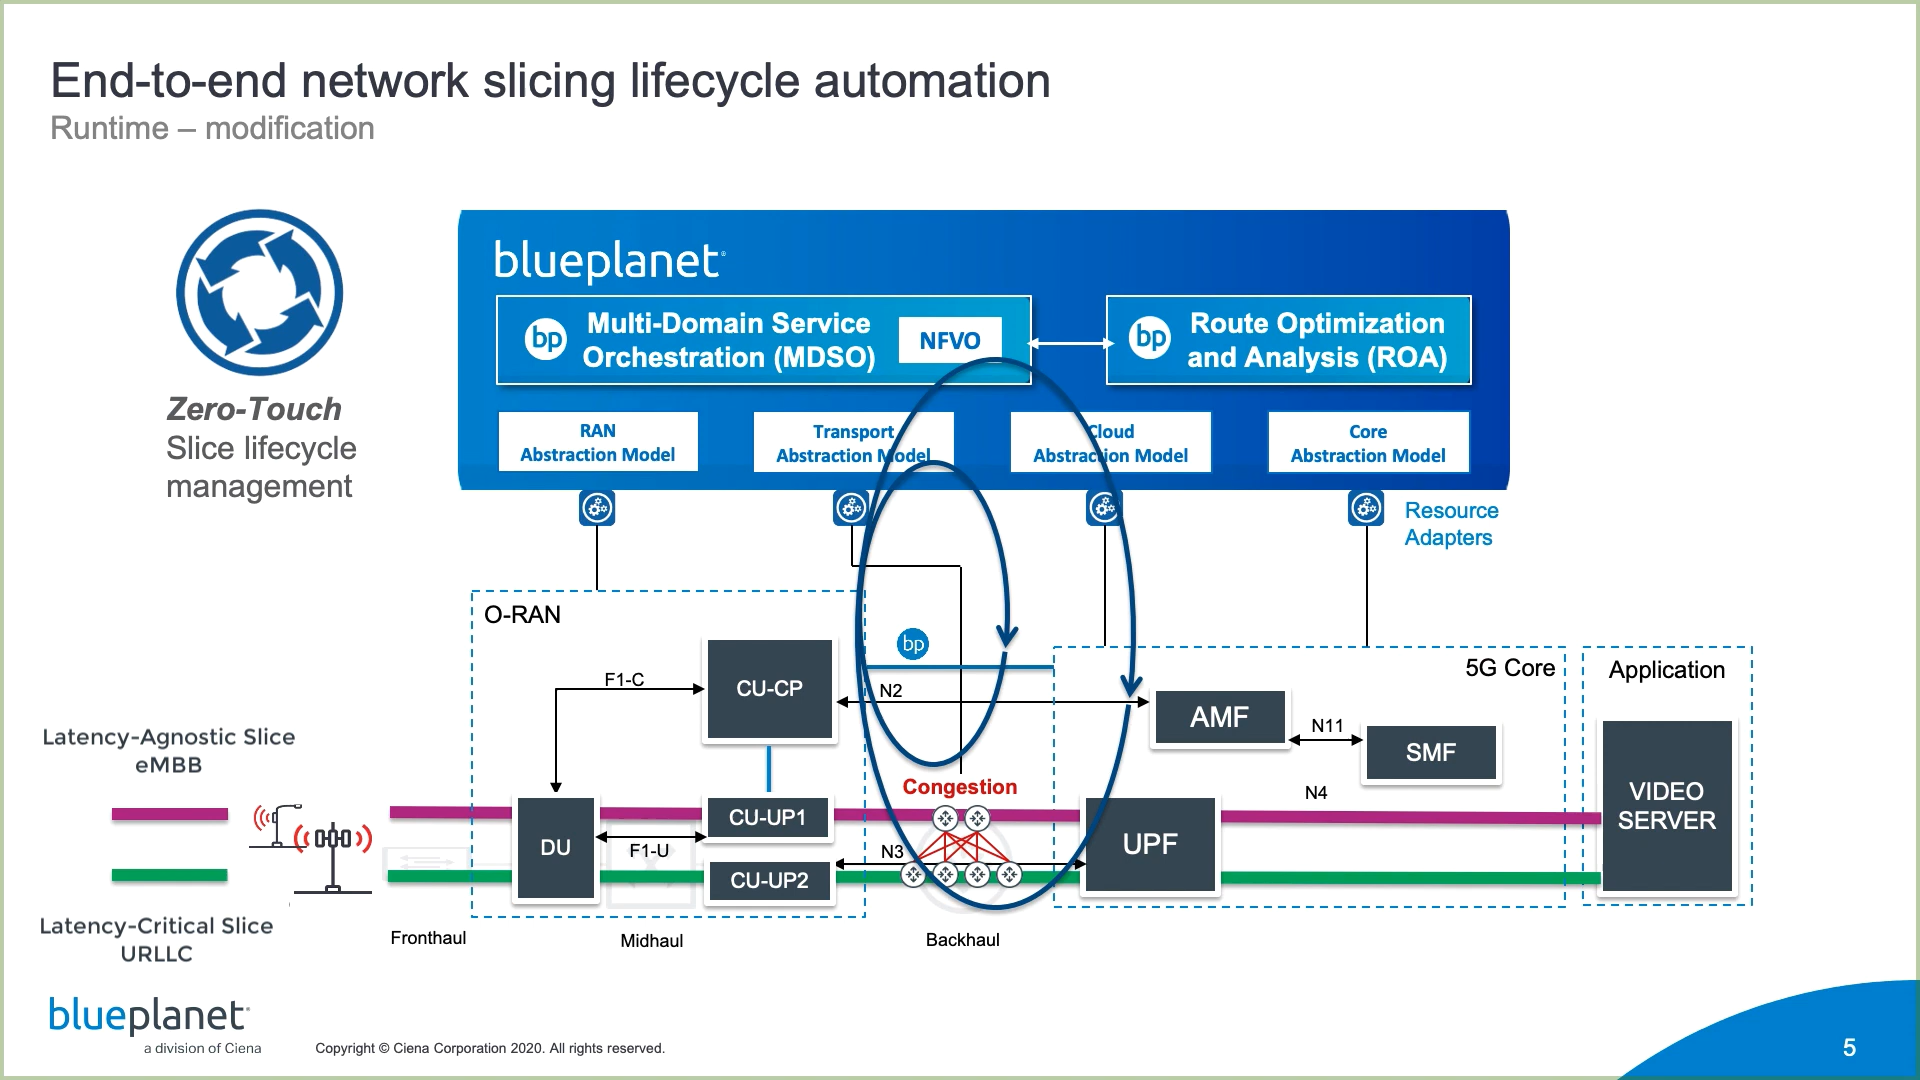 End-to-end network slicing lifecycle automation
Runtime – modification
blueplanet
bp
Multi-Domain Service
Orchestration (MDSO)
NFVO
bp
Route Optimization
and Analysis (ROA)
Zero-Touch
Slice lifecycle
management
RAN
Abstraction Model
Transport
Abstraction Model
Cloud
Abstraction Model
Core
Abstraction Model
Resource
Adapters
O-RAN
bp
5G Core
Application
F1-C
CU-CP
N2
AMF
N11
SMF
Latency-Agnostic Slice
eMBB
Congestion
N4
VIDEO
SERVER
DU
CU-UP1
F1-U
N3
UPF
CU-UP2
Latency-Critical Slice
URLLC
Fronthaul
Midhaul
Backhaul
blueplanet
a division of Ciena
Copyright © Ciena Corporation 2020. All rights reserved.
5